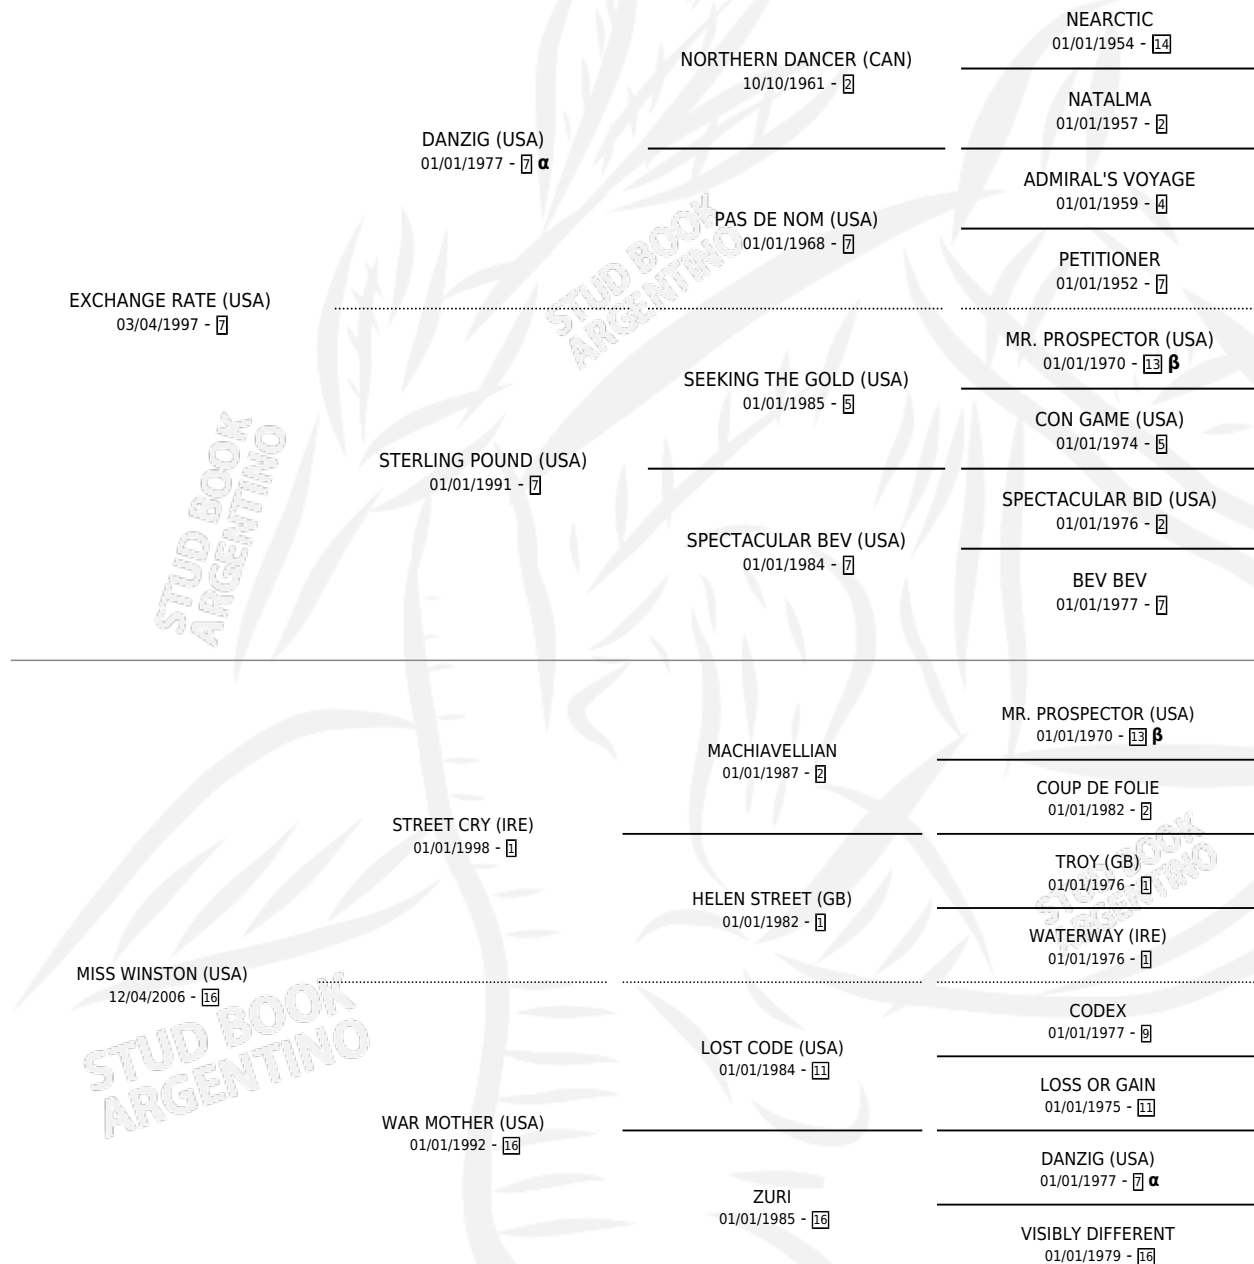 NEARCTIC
01/01/1954 - 14
NORTHERN DANCER (CAN)
10/10/1961 - 2
NATALMA
01/01/1957 - 2
DANZIG (USA)
01/01/1977 - 7 α
ADMIRAL'S VOYAGE
01/01/1959 - 4
PAS DE NOM (USA)
01/01/1968 - 7
PETITIONER
01/01/1952 - 7
EXCHANGE RATE (USA)
03/04/1997 - 7
MR. PROSPECTOR (USA)
01/01/1970 - 13 β
SEEKING THE GOLD (USA)
01/01/1985 - 5
CON GAME (USA)
01/01/1974 - 5
STERLING POUND (USA)
01/01/1991 - 7
SPECTACULAR BID (USA)
01/01/1976 - 2
SPECTACULAR BEV (USA)
01/01/1984 - 7
BEV BEV
01/01/1977 - 7
MR. PROSPECTOR (USA)
01/01/1970 - 13 β
MACHIAVELLIAN
01/01/1987 - 2
COUP DE FOLIE
01/01/1982 - 2
STREET CRY (IRE)
01/01/1998 - 1
TROY (GB)
01/01/1976 - 1
HELEN STREET (GB)
01/01/1982 - 1
WATERWAY (IRE)
01/01/1976 - 1
MISS WINSTON (USA)
12/04/2006 - 16
CODEX
01/01/1977 - 9
LOST CODE (USA)
01/01/1984 - 11
LOSS OR GAIN
01/01/1975 - 11
WAR MOTHER (USA)
01/01/1992 - 16
DANZIG (USA)
01/01/1977 - 7 α
ZURI
01/01/1985 - 16
VISIBLY DIFFERENT
01/01/1979 - 16
STUD BOOK
ARGENTINO
STUD BOOK
ARGENTINO
STUD BOOK
ARGENTINO
STUD BOOK
ARGENTINO